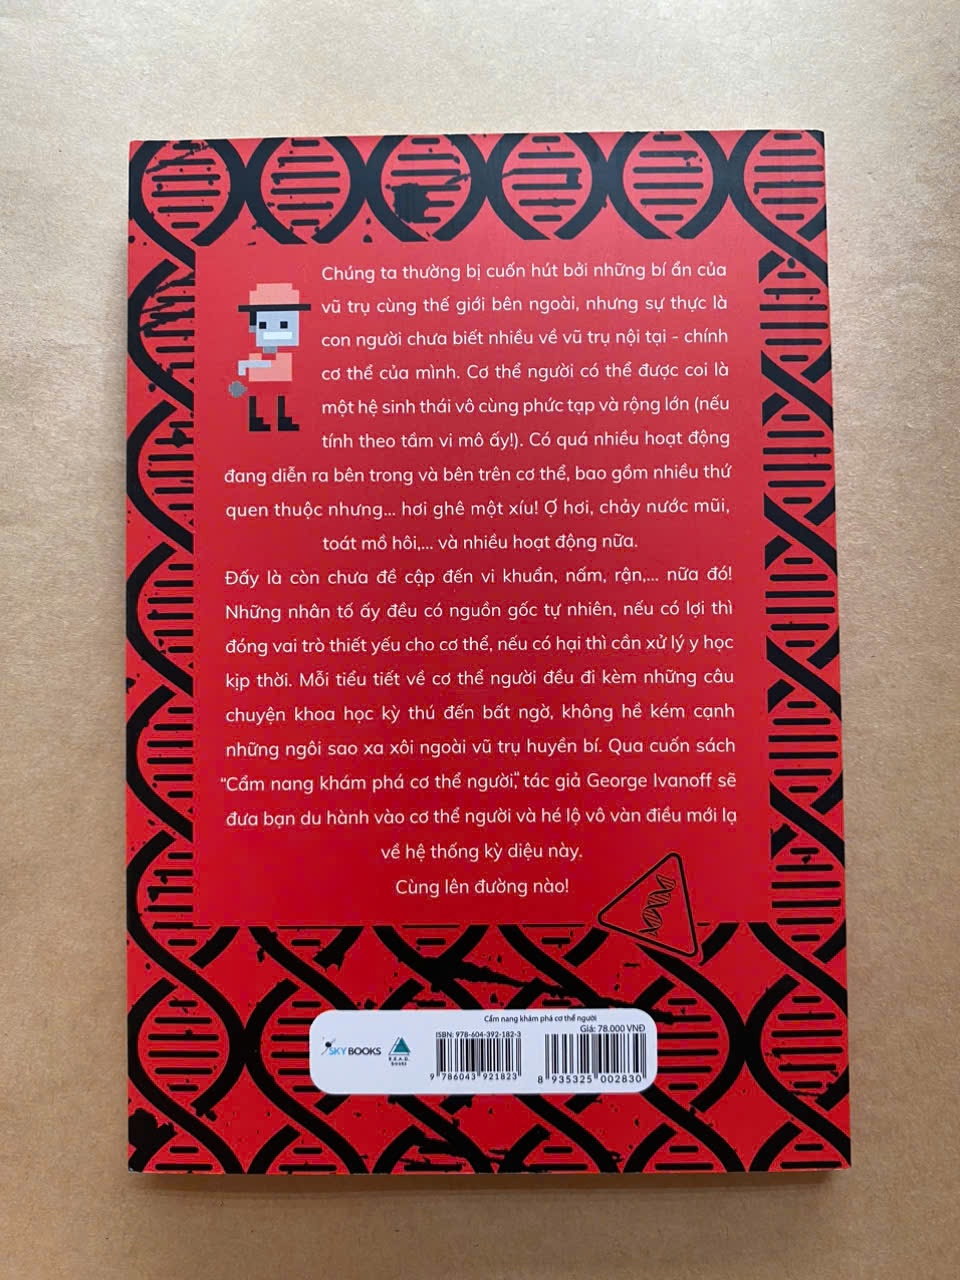 Chúng ta thường bị cuốn hút bởi những bí ẩn của
vũ trụ cùng thế giới bên ngoài, nhưng sự thực là
con người chưa biết nhiều về vũ trụ nội tại - chính
cơ thể của mình. Cơ thể người có thể được coi là
một hệ sinh thái vô cùng phức tạp và rộng lớn (nếu
tính theo tầm vi mô ấy!). Có quá nhiều hoạt động
đang diễn ra bên trong và bên trên cơ thể, bao gồm nhiều thứ
quen thuộc nhưng... hơi ghê một xíu! Ợ hơi, chảy nước mũi,
toát mồ hôi,... và nhiều hoạt động nữa.
Đấy là còn chưa đề cập đến vi khuẩn, nấm, rận,... nữa đó!
Những nhân tố ấy đều có nguồn gốc tự nhiên, nếu có lợi thì
đóng vai trò thiết yếu cho cơ thể, nếu có hại thì cần xử lý y học
kịp thời. Mỗi tiểu tiết về cơ thể người đều đi kèm những câu
chuyện khoa học kỳ thú đến bất ngờ, không hề kém cạnh
những ngôi sao xa xôi ngoài vũ trụ huyền bí. Qua cuốn sách
“Cẩm nang khám phá cơ thể người,” tác giả George Ivanoff sẽ
đưa bạn du hành vào cơ thể người và hé lộ vô vàn điều mới lạ
về hệ thống kỳ diệu này.
Cùng lên đường nào!
Cẩm nang khám phá cơ thể người
ISBN: 978-604-392-182-3
Giá: 78.000 VNĐ
SKYBOOKS
R.E.A.D.
BOOKS
9 786043 921823
8 935325 002830